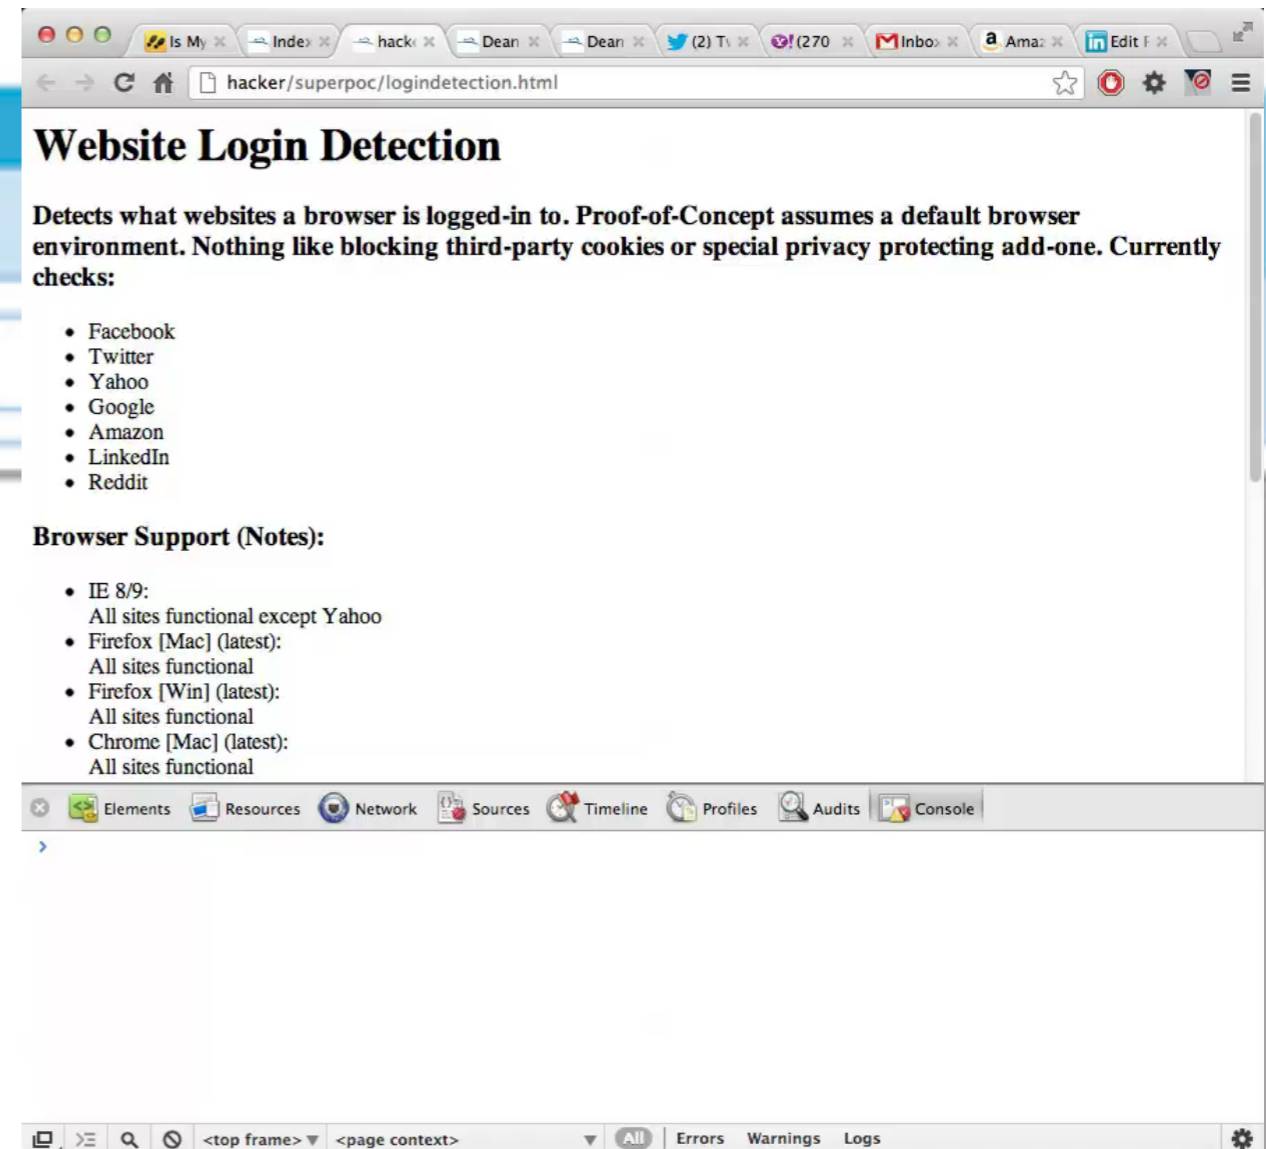 Is My
Index
hack
Dean
Dean
(2) Tw
(270
Inbox
Amaz
Edit F
hacker/superpoc/logindetection.html
Website Login Detection
Detects what websites a browser is logged-in to. Proof-of-Concept assumes a default browser
environment. Nothing like blocking third-party cookies or special privacy protecting add-one. Currently
checks:
Facebook
Twitter
Yahoo
Google
Amazon
LinkedIn
Reddit
Browser Support (Notes):
IE 8/9:
All sites functional except Yahoo
Firefox [Mac] (latest):
All sites functional
Firefox [Win] (latest):
All sites functional
Chrome [Mac] (latest):
All sites functional
Elements Resources Network Sources Timeline Profiles Audits Console
<top frame> <page context> All Errors Warnings Logs